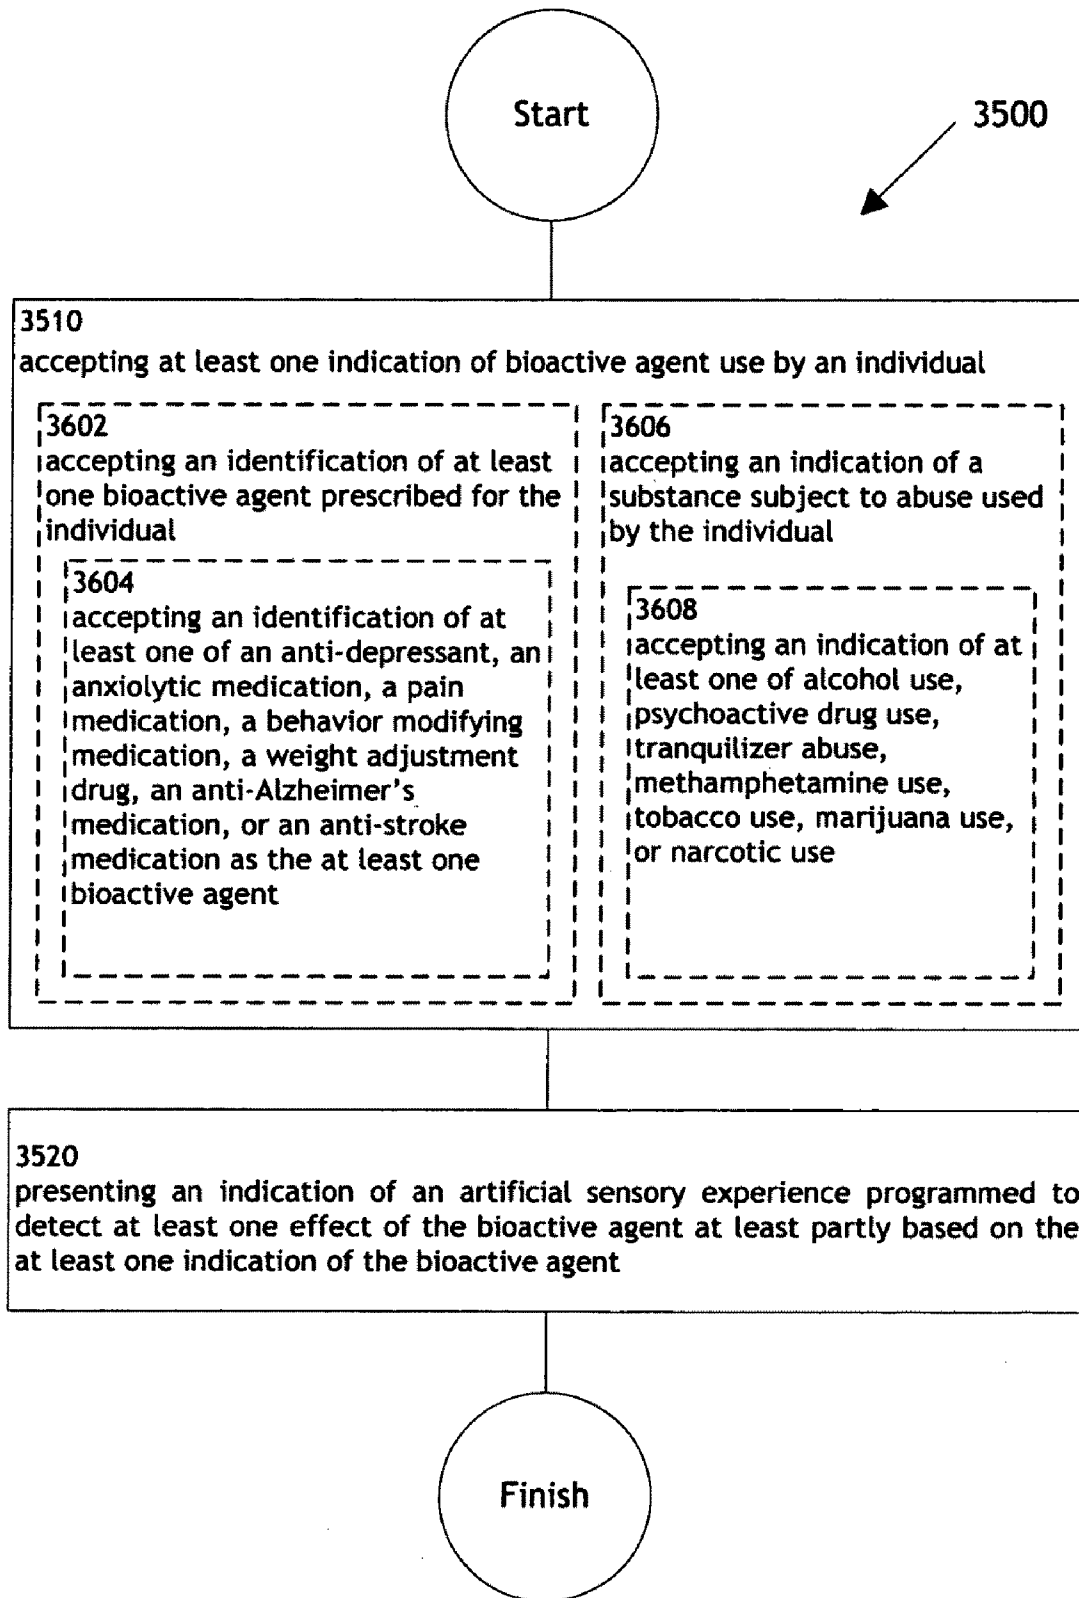 Start
3500
3510
accepting at least one indication of bioactive agent use by an individual
3602
accepting an identification of at least
one bioactive agent prescribed for the
individual
3604
accepting an identification of at
least one of an anti-depressant, an
anxiolytic medication, a pain
medication, a behavior modifying
medication, a weight adjustment
drug, an anti-Alzheimer's
medication, or an anti-stroke
medication as the at least one
bioactive agent
3606
accepting an indication of a
substance subject to abuse used
by the individual
3608
accepting an indication of at
least one of alcohol use,
psychoactive drug use,
tranquilizer abuse,
methamphetamine use,
tobacco use, marijuana use,
or narcotic use
3520
presenting an indication of an artificial sensory experience programmed to
detect at least one effect of the bioactive agent at least partly based on the
at least one indication of the bioactive agent
Finish